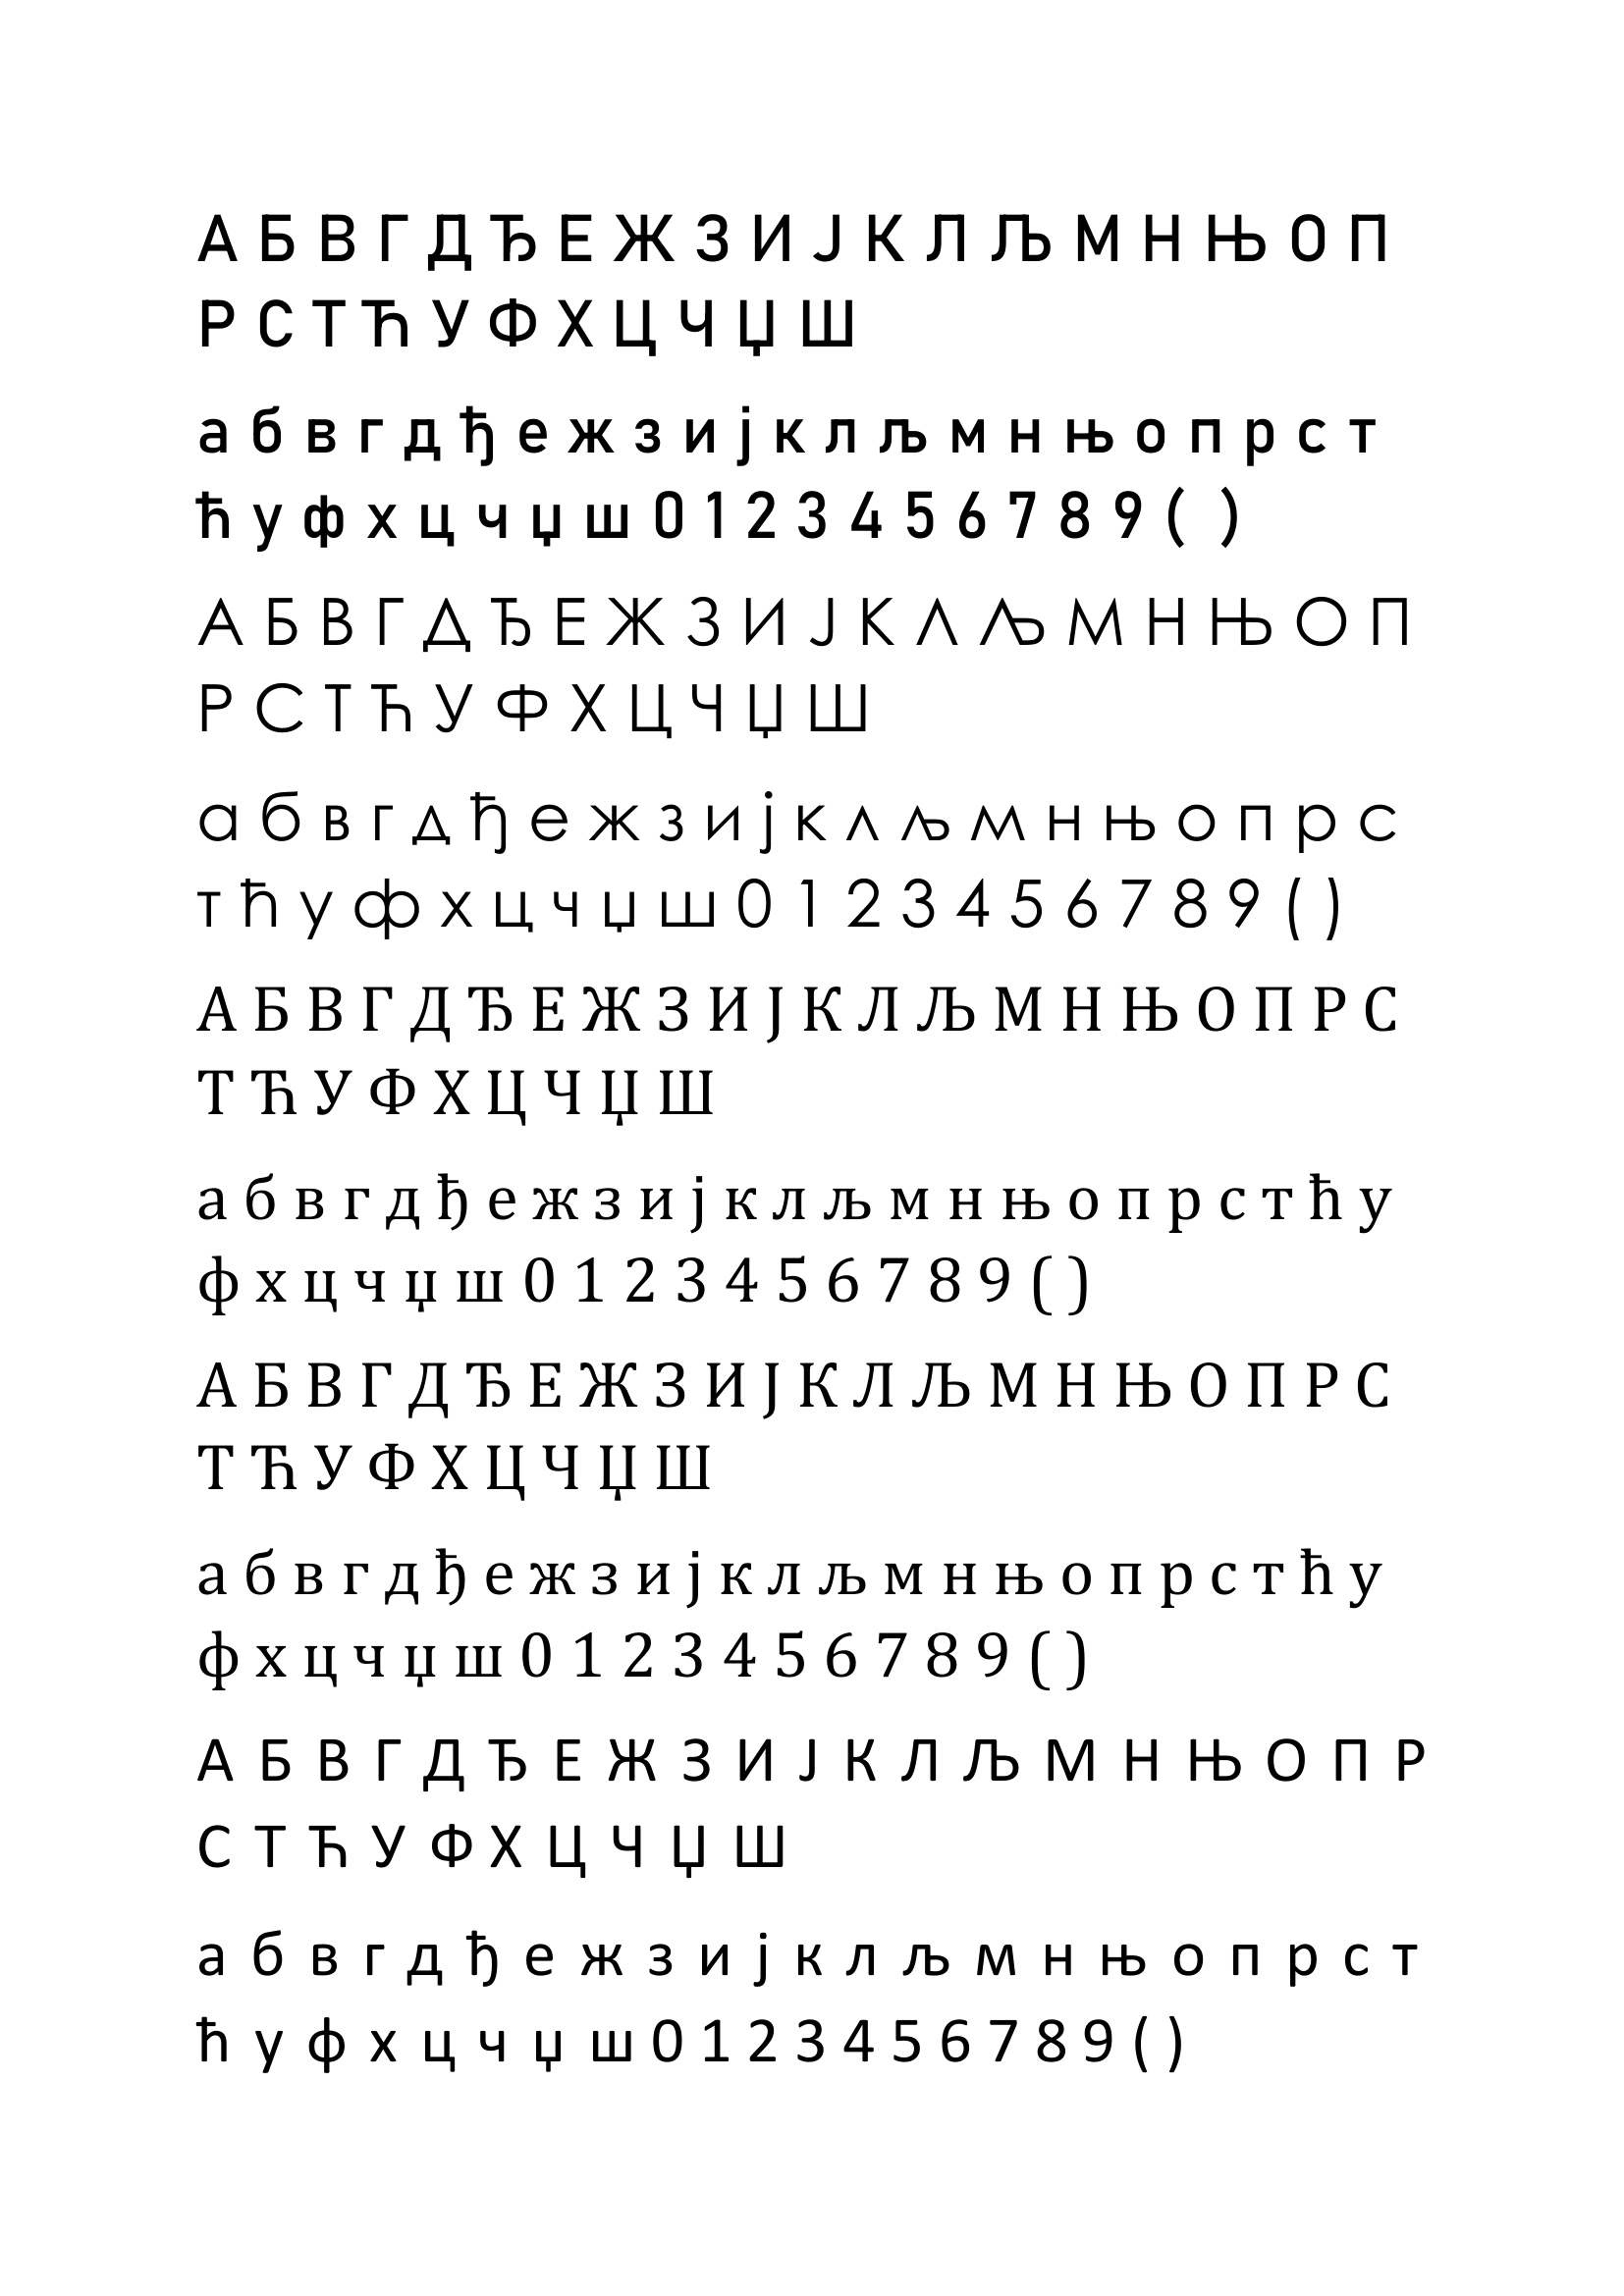 А Б В Г Д Ђ Е Ж З И Ј К Л Љ М Н Њ О П
Р С Т Ћ У Ф Х Ц Ч Џ Ш
а б в г д ђ е ж з и ј к л љ м н њ о п р с т
ћ у ф х ц ч џ ш 0 1 2 3 4 5 6 7 8 9 ( )
А Б В Г Д Ђ Е Ж З И Ј К Л Љ М Н Њ О П
Р С Т Ћ У Ф Х Ц Ч Џ Ш
а б в г д ђ е ж з и ј к л љ м н њ о п р с
т ћ у ф х ц ч џ ш 0 1 2 3 4 5 6 7 8 9 ( )
А Б В Г Д Ђ Е Ж З И Ј К Л Љ М Н Њ О П Р С
Т Ћ У Ф Х Ц Ч Џ Ш
а б в г д ђ е ж з и ј к л љ м н њ о п р с т ћ у
ф х ц ч џ ш 0 1 2 3 4 5 6 7 8 9 ( )
А Б В Г Д Ђ Е Ж З И Ј К Л Љ М Н Њ О П Р С
Т Ћ У Ф Х Ц Ч Џ Ш
а б в г д ђ е ж з и ј к л љ м н њ о п р с т ћ у
ф х ц ч џ ш 0 1 2 3 4 5 6 7 8 9 ( )
А Б В Г Д Ђ Е Ж З И Ј К Л Љ М Н Њ О П Р
С Т Ћ У Ф Х Ц Ч Џ Ш
а б в г д ђ е ж з и ј к л љ м н њ о п р с т
ћ у ф х ц ч џ ш 0 1 2 3 4 5 6 7 8 9 ( )